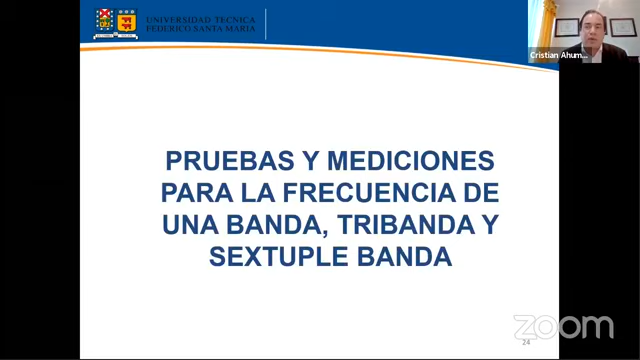 UNIVERSIDAD TECNICA
FEDERICO SANTA MARIA
Cristian Ahum...
PRUEBAS Y MEDICIONES
PARA LA FRECUENCIA DE
UNA BANDA, TRIBANDA Y
SEXTUPLE BANDA
zoom
24